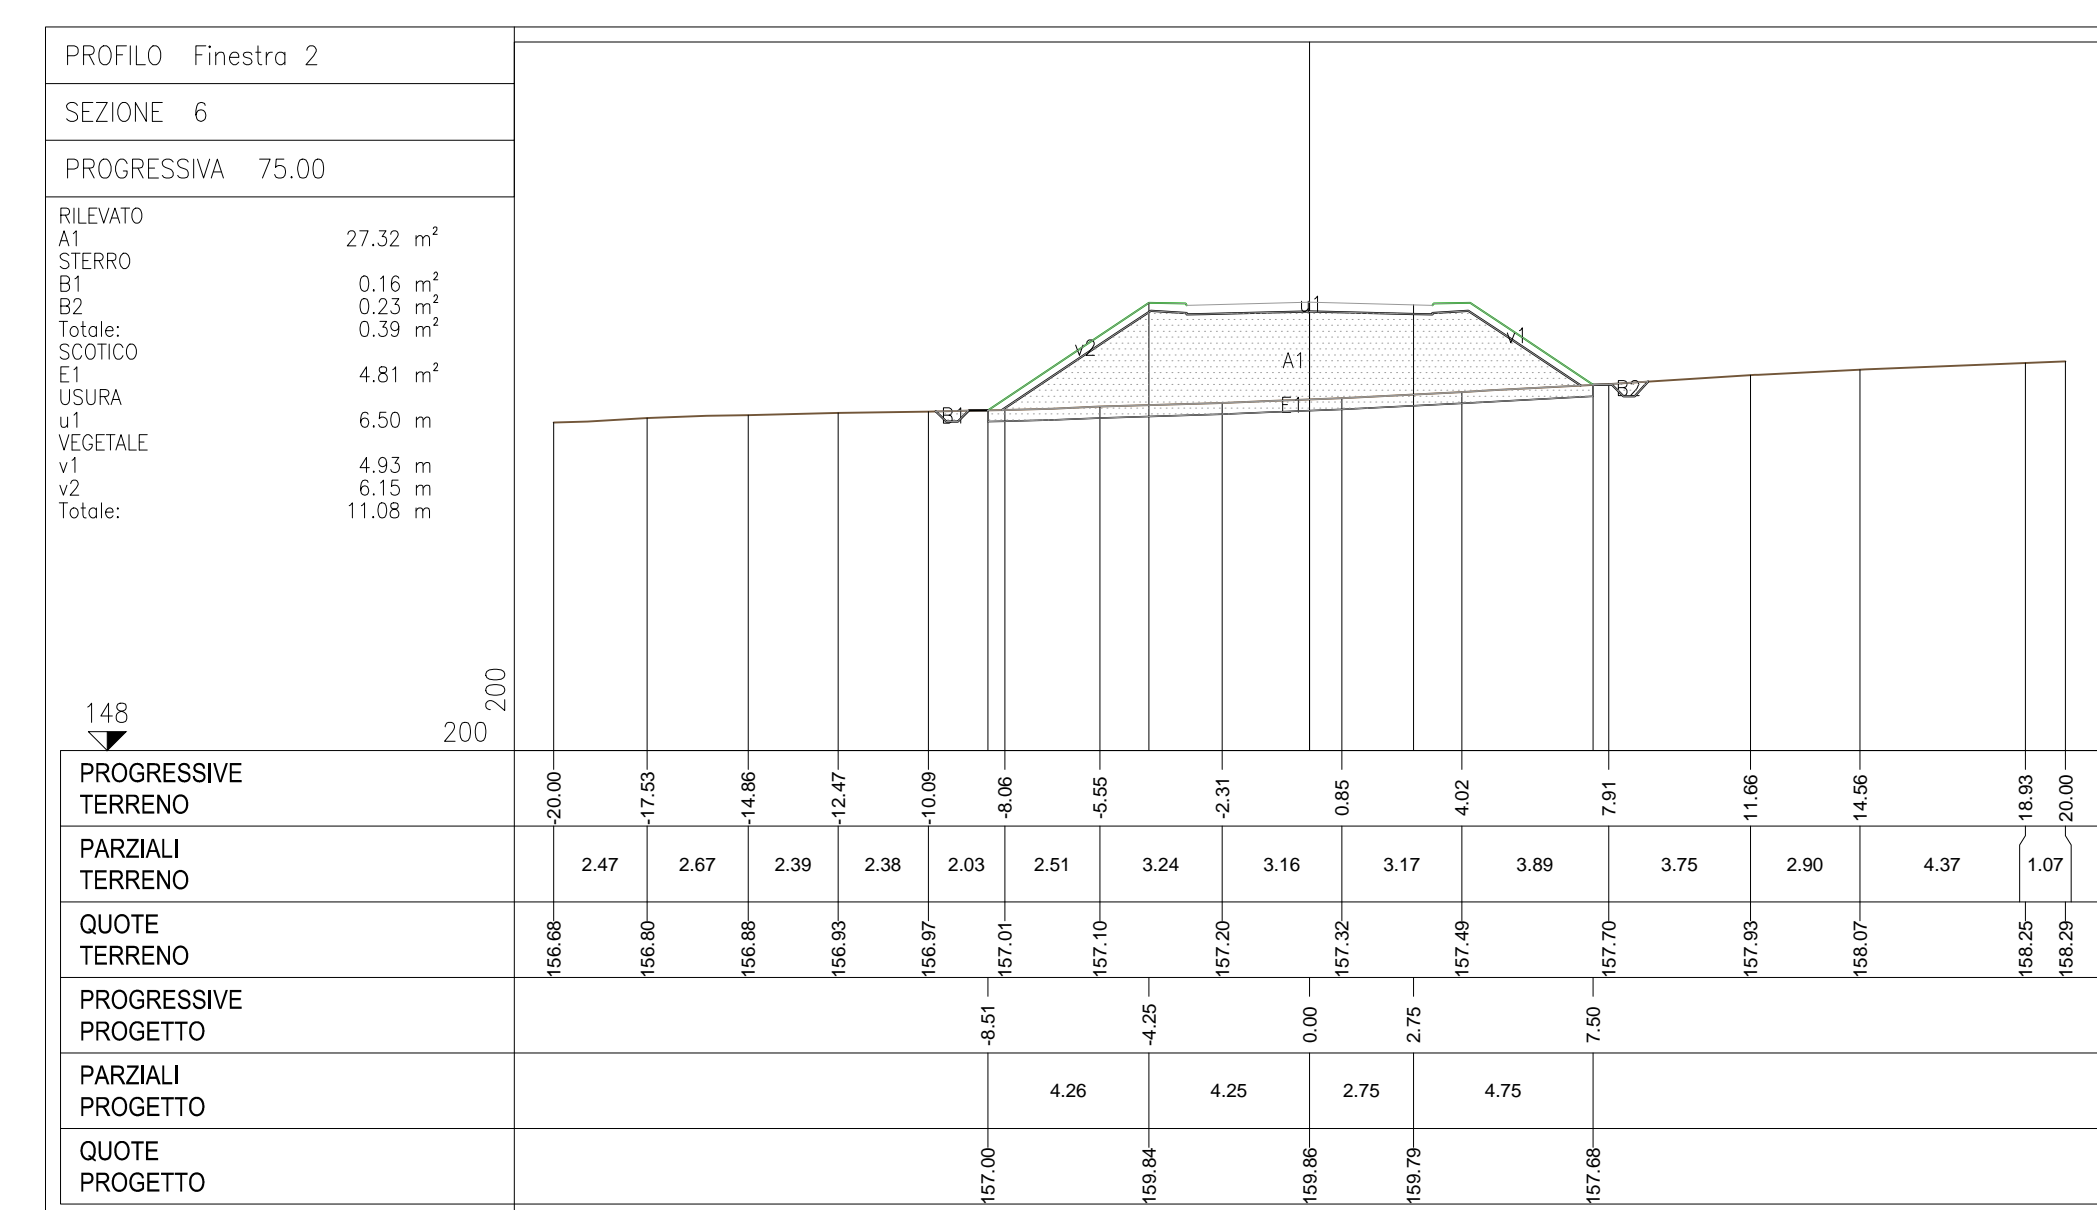 PROFILO Finestra 2
SEZIONE 6
PROGRESSIVA 75.00
RILEVATO
A1 27.32 m²
STERRO
B1 0.16 m²
B2 0.23 m²
Totale: 0.39 m²
SCOTICO
E1 4.81 m²
USURA
u1 6.50 m
VEGETALE
v1 4.93 m
v2 6.15 m
Totale: 11.08 m
u1
v2
v1
A1
E1
B1
B2
148
200
200
PROGRESSIVE
TERRENO
-20.00 -17.53 -14.86 -12.47 -10.09 -8.06 -5.55 -2.31 0.85 4.02 7.91 11.66 14.56 18.93 20.00
PARZIALI
TERRENO
2.47 2.67 2.39 2.38 2.03 2.51 3.24 3.16 3.17 3.89 3.75 2.90 4.37 1.07
QUOTE
TERRENO
156.68 156.80 156.88 156.93 156.97 157.01 157.10 157.20 157.32 157.49 157.70 157.93 158.07 158.25 158.29
PROGRESSIVE
PROGETTO
-8.51 -4.25 0.00 2.75 7.50
PARZIALI
PROGETTO
4.26 4.25 2.75 4.75
QUOTE
PROGETTO
157.00 159.84 159.86 159.79 157.68